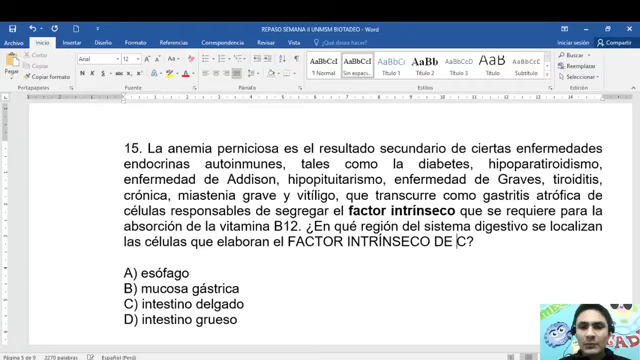 REPASO SEMANA II UNMSM BIOTADEO - Word
Archivo Inicio Insertar Diseño Formato Referencias Correspondencia Revisar Vista ¿Qué desea hacer? Iniciar sesión Compartir
Pegar
Cortar
Copiar
Copiar formato
Arial 12
Portapapeles Fuente Párrafo Estilos Edición
AaBbCcI AaBbCcI AaBbC AaBb AaBbCcI AaB AaBbCcI
1 Normal Sin espac... Título 1 Título 2 Título 3 Título 4
Buscar
Reemplazar
Seleccionar
15. La anemia perniciosa es el resultado secundario de ciertas enfermedades
endocrinas autoinmunes, tales como la diabetes, hipoparatiroidismo,
enfermedad de Addison, hipopituitarismo, enfermedad de Graves, tiroiditis,
crónica, miastenia grave y vitíligo, que transcurre como gastritis atrófica de
células responsables de segregar el factor intrínseco que se requiere para la
absorción de la vitamina B12. ¿En qué región del sistema digestivo se localizan
las células que elaboran el FACTOR INTRÍNSECO DE C?
A) esófago
B) mucosa gástrica
C) intestino delgado
D) intestino grueso
Página 5 de 9 2270 palabras Español (Perú)